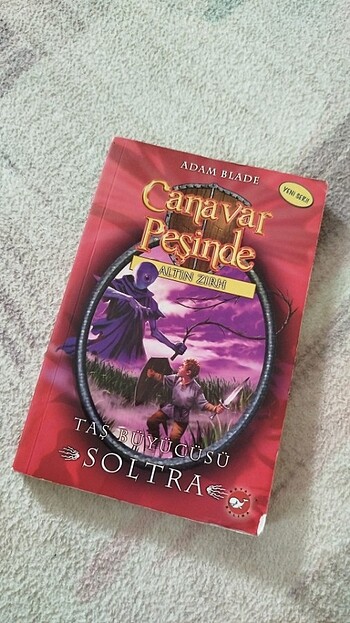 ADAM BLADE
YENİ SERİ
Canavar
Peşinde
ALTIN ZIRH
TAŞ BÜYÜCÜSÜ
SOLTRA